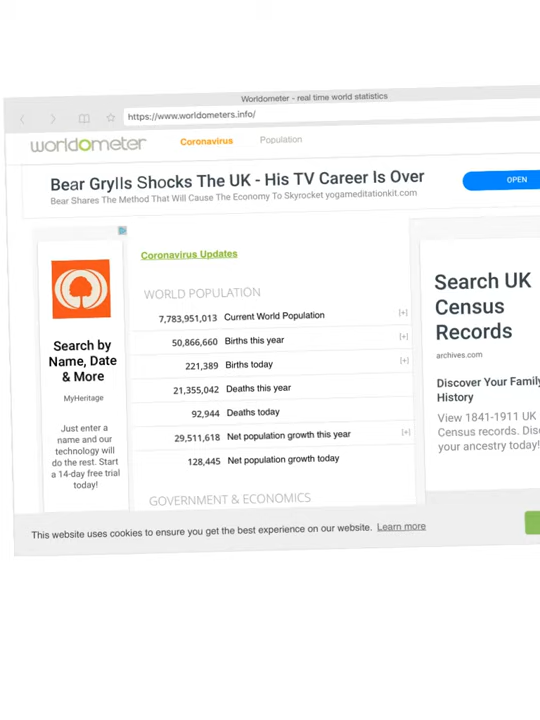 Worldometer - real time world statistics
https://www.worldometers.info/
worldometer
Coronavirus
Population
Bear Grylls Shocks The UK - His TV Career Is Over
Bear Shares The Method That Will Cause The Economy To Skyrocket yogameditationkit.com
OPEN
Search by
Name, Date
& More
MyHeritage
Just enter a
name and our
technology will
do the rest. Start
a 14-day free trial
today!
Coronavirus Updates
WORLD POPULATION
7,783,951,013 Current World Population [+]
50,866,660 Births this year [+]
221,389 Births today [+]
21,355,042 Deaths this year
92,944 Deaths today
29,511,618 Net population growth this year [+]
128,445 Net population growth today
GOVERNMENT & ECONOMICS
Search UK
Census
Records
archives.com
Discover Your Family
History
View 1841-1911 UK
Census records. Disc
your ancestry today!
This website uses cookies to ensure you get the best experience on our website. Learn more